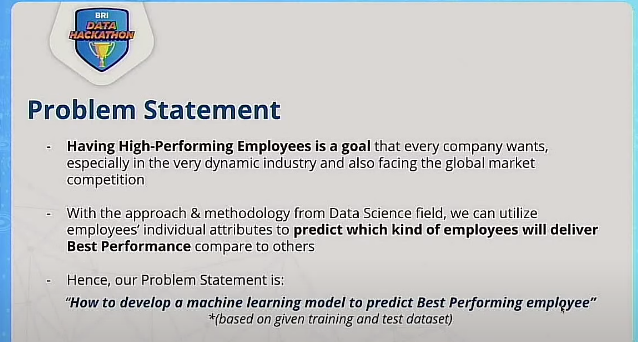 BRI
DATA
HACKATHON
Problem Statement
- Having High-Performing Employees is a goal that every company wants,
especially in the very dynamic industry and also facing the global market
competition
- With the approach & methodology from Data Science field, we can utilize
employees' individual attributes to predict which kind of employees will deliver
Best Performance compare to others
- Hence, our Problem Statement is:
"How to develop a machine learning model to predict Best Performing employee"
*(based on given training and test dataset)